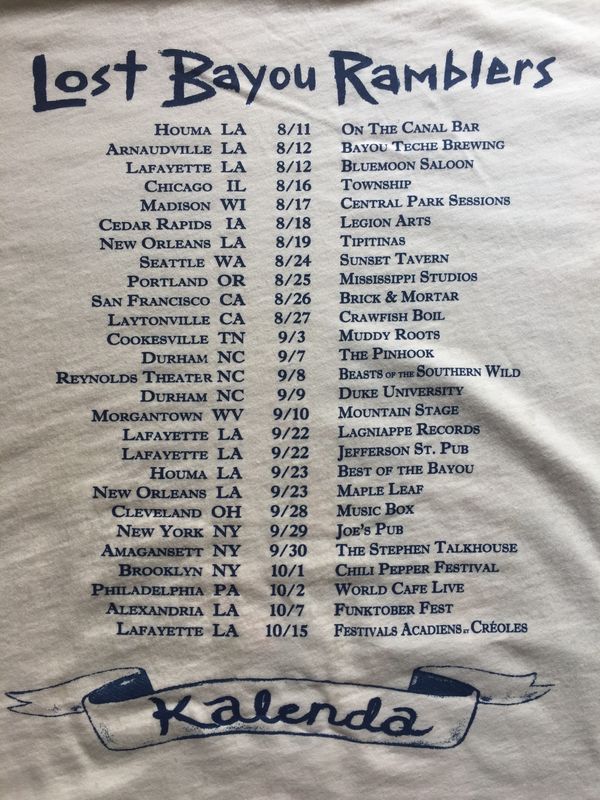 Lost Bayou Ramblers
Houma LA 8/11 On The Canal Bar
Arnaudville LA 8/12 Bayou Teche Brewing
Lafayette LA 8/12 Bluemoon Saloon
Chicago IL 8/16 Township
Madison WI 8/17 Central Park Sessions
Cedar Rapids IA 8/18 Legion Arts
New Orleans LA 8/19 Tipitinas
Seattle WA 8/24 Sunset Tavern
Portland OR 8/25 Mississippi Studios
San Francisco CA 8/26 Brick & Mortar
Laytonville CA 8/27 Crawfish Boil
Cookesville TN 9/3 Muddy Roots
Durham NC 9/7 The Pinhook
Reynolds Theater NC 9/8 Beasts of the Southern Wild
Durham NC 9/9 Duke University
Morgantown WV 9/10 Mountain Stage
Lafayette LA 9/22 Lagniappe Records
Lafayette LA 9/22 Jefferson St. Pub
Houma LA 9/23 Best of the Bayou
New Orleans LA 9/23 Maple Leaf
Cleveland OH 9/28 Music Box
New York NY 9/29 Joe's Pub
Amagansett NY 9/30 The Stephen Talkhouse
Brooklyn NY 10/1 Chili Pepper Festival
Philadelphia PA 10/2 World Cafe Live
Alexandria LA 10/7 Funktober Fest
Lafayette LA 10/15 Festivals Acadiens et Créoles
Kalenda